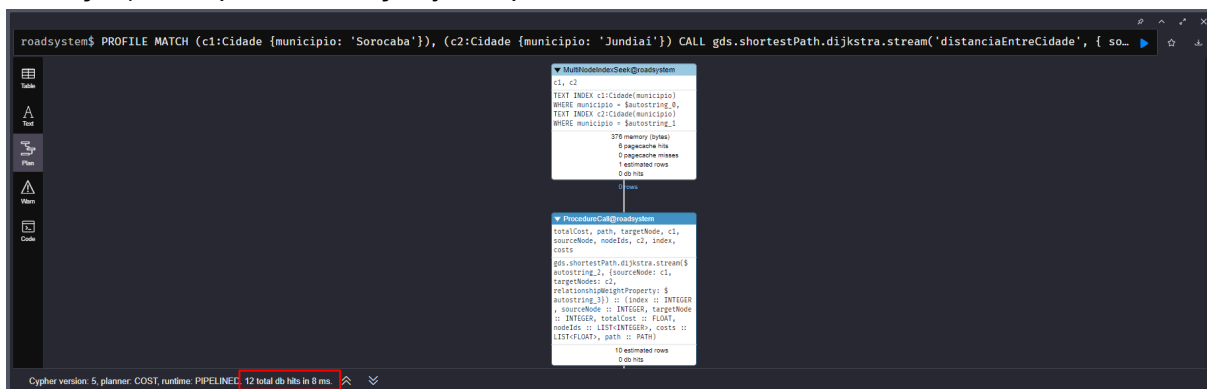 roadsystem$ PROFILE MATCH (c1:Cidade {municipio: 'Sorocaba'}), (c2:Cidade {municipio: 'Jundiaí'}) CALL gds.shortestPath.dijkstra.stream('distanciaEntreCidade', { so…
Table
Text
Plan
Warn
Code
MultiNodeIndexSeek@roadsystem
c1, c2
TEXT INDEX c1:Cidade(municipio)
WHERE municipio = $autostring_0,
TEXT INDEX c2:Cidade(municipio)
WHERE municipio = $autostring_1
376 memory (bytes)
6 pagecache hits
0 pagecache misses
1 estimated rows
0 db hits
0 rows
ProcedureCall@roadsystem
totalCost, path, targetNode, c1,
sourceNode, nodeIds, c2, index,
costs
gds.shortestPath.dijkstra.stream($
autostring_2, {sourceNode: c1,
targetNodes: c2,
relationshipWeightProperty: $
autostring_3}) :: (index :: INTEGER
, sourceNode :: INTEGER, targetNode
:: INTEGER, totalCost :: FLOAT,
nodeIds :: LIST<INTEGER>, costs ::
LIST<FLOAT>, path :: PATH)
10 estimated rows
0 db hits
Cypher version: 5, planner: COST, runtime: PIPELINED. 12 total db hits in 8 ms.